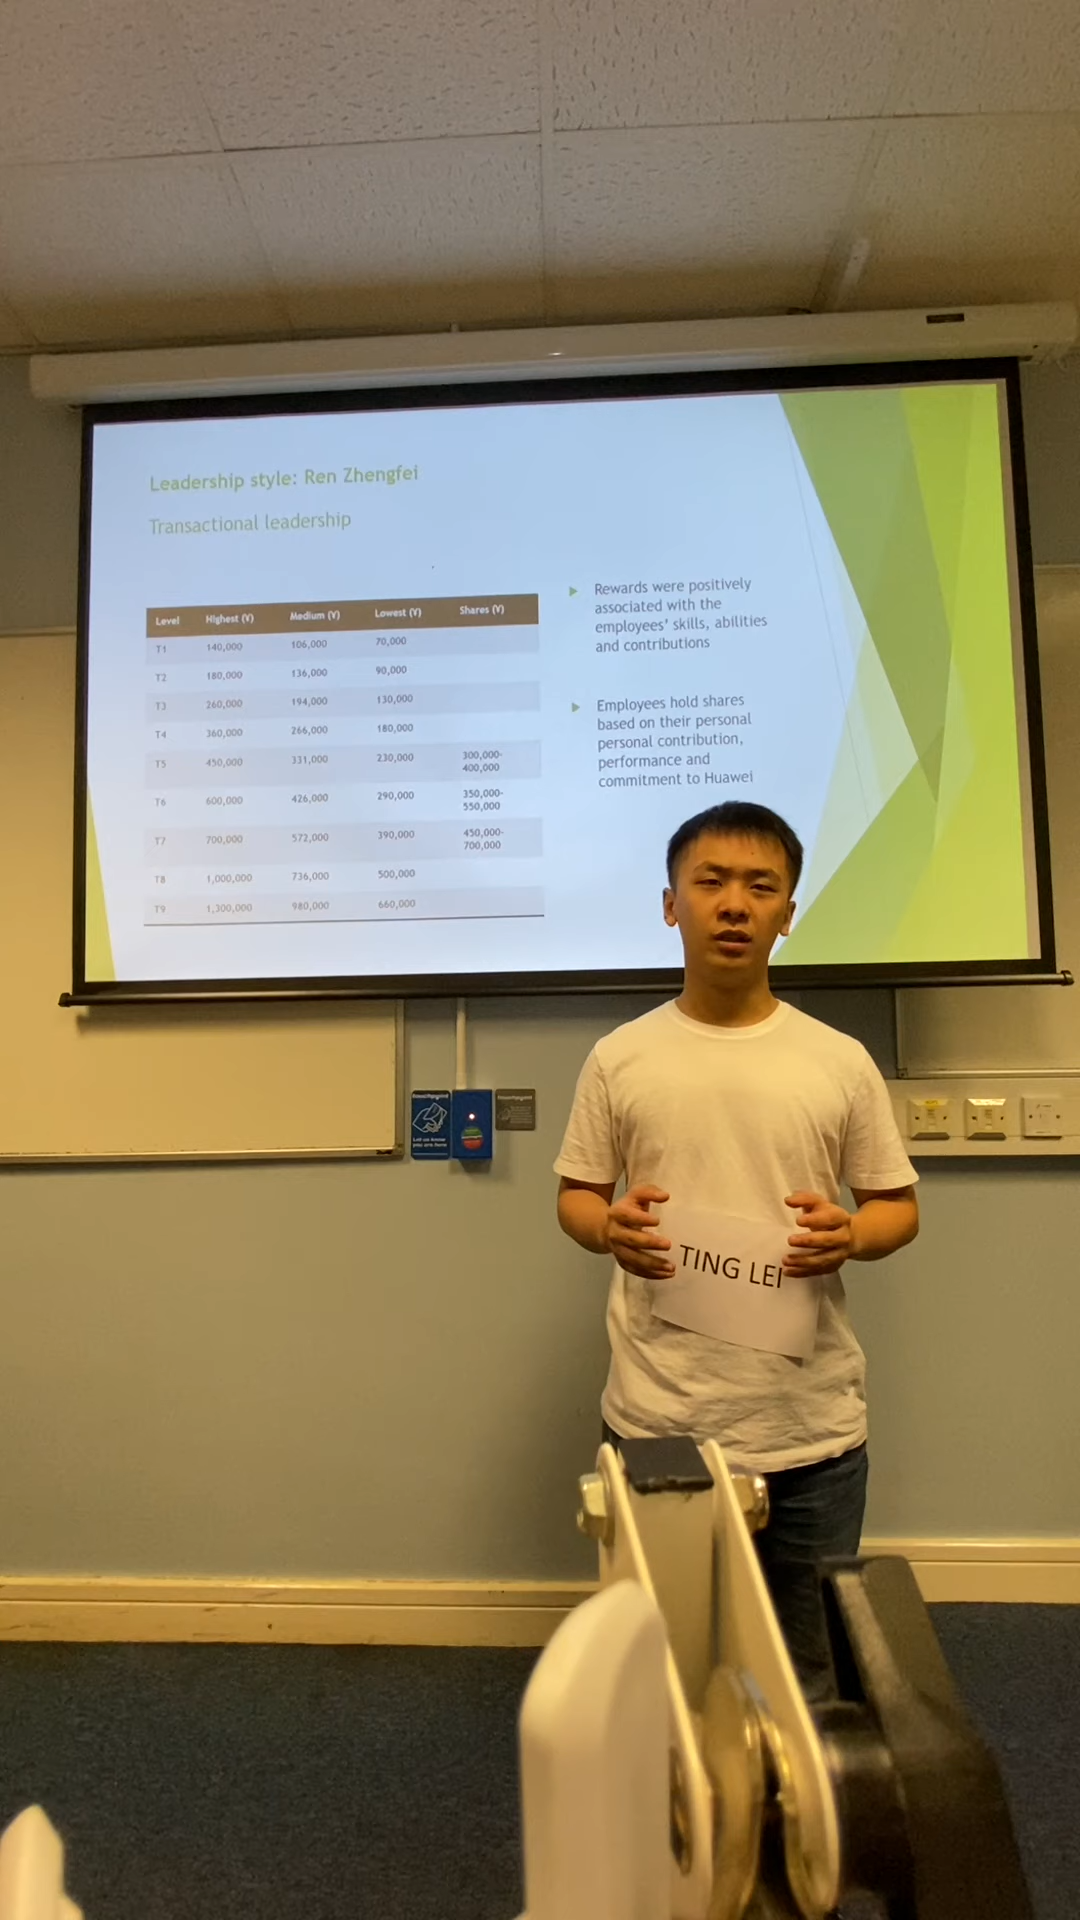 Leadership style: Ren Zhengfei
Transactional leadership
Level Highest (Y) Medium (Y) Lowest (Y) Shares (Y)
T1 140,000 106,000 70,000
T2 180,000 136,000 90,000
T3 260,000 194,000 130,000
T4 360,000 266,000 180,000
T5 450,000 331,000 230,000 300,000-
400,000
T6 600,000 426,000 290,000 350,000-
550,000
T7 700,000 572,000 390,000 450,000-
700,000
T8 1,000,000 736,000 500,000
T9 1,300,000 980,000 660,000
Rewards were positively
associated with the
employees' skills, abilities
and contributions
Employees hold shares
based on their personal
personal contribution,
performance and
commitment to Huawei
Let us know
you are here
TING LEI